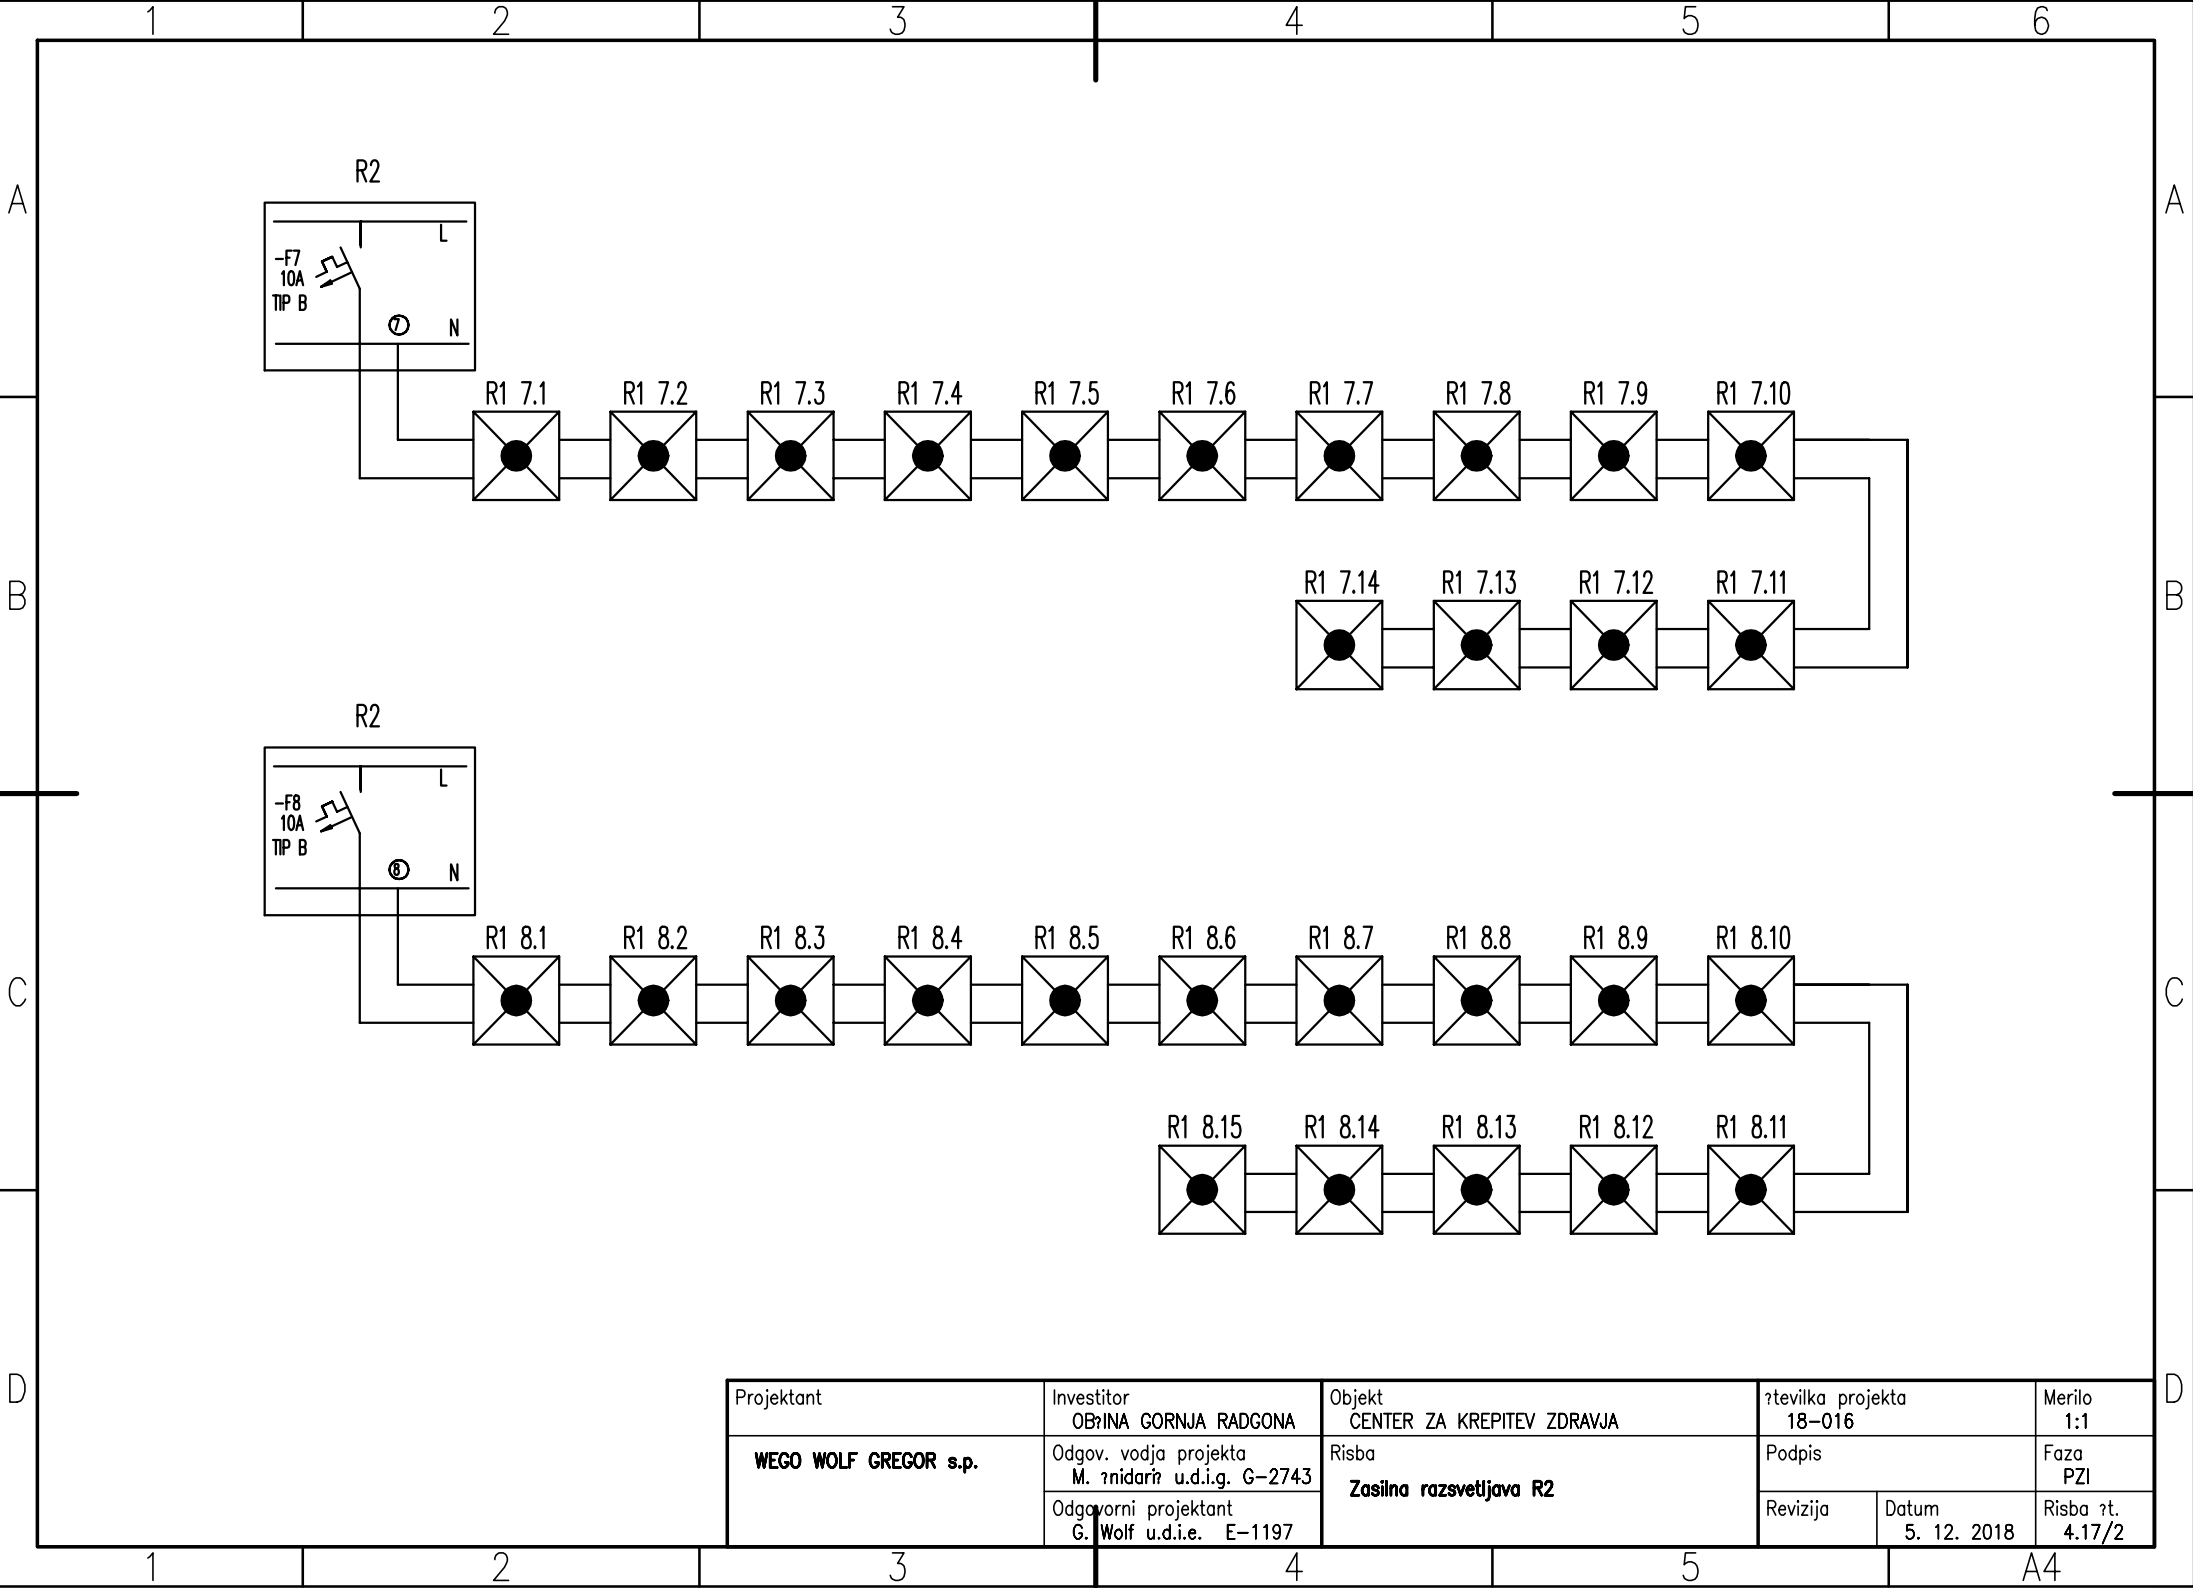 1 2 3 4 5 6
A A
R2
L
-F7
10A
TIP B
7 N
R1 7.1 R1 7.2 R1 7.3 R1 7.4 R1 7.5 R1 7.6 R1 7.7 R1 7.8 R1 7.9 R1 7.10
B B
R1 7.14 R1 7.13 R1 7.12 R1 7.11
R2
L
-F8
10A
TIP B
8 N
R1 8.1 R1 8.2 R1 8.3 R1 8.4 R1 8.5 R1 8.6 R1 8.7 R1 8.8 R1 8.9 R1 8.10
C C
R1 8.15 R1 8.14 R1 8.13 R1 8.12 R1 8.11
D D
Projektant
WEGO WOLF GREGOR s.p.
Investitor
OB?INA GORNJA RADGONA
Odgov. vodja projekta
M. ?nidari? u.d.i.g. G-2743
Odgovorni projektant
G. Wolf u.d.i.e. E-1197
Objekt
CENTER ZA KREPITEV ZDRAVJA
Risba
Zasilna razsvetljava R2
?tevilka projekta
18-016
Merilo
1:1
Podpis
Faza
PZI
Revizija
Datum
5. 12. 2018
Risba ?t.
4.17/2
1 2 3 4 5 A4